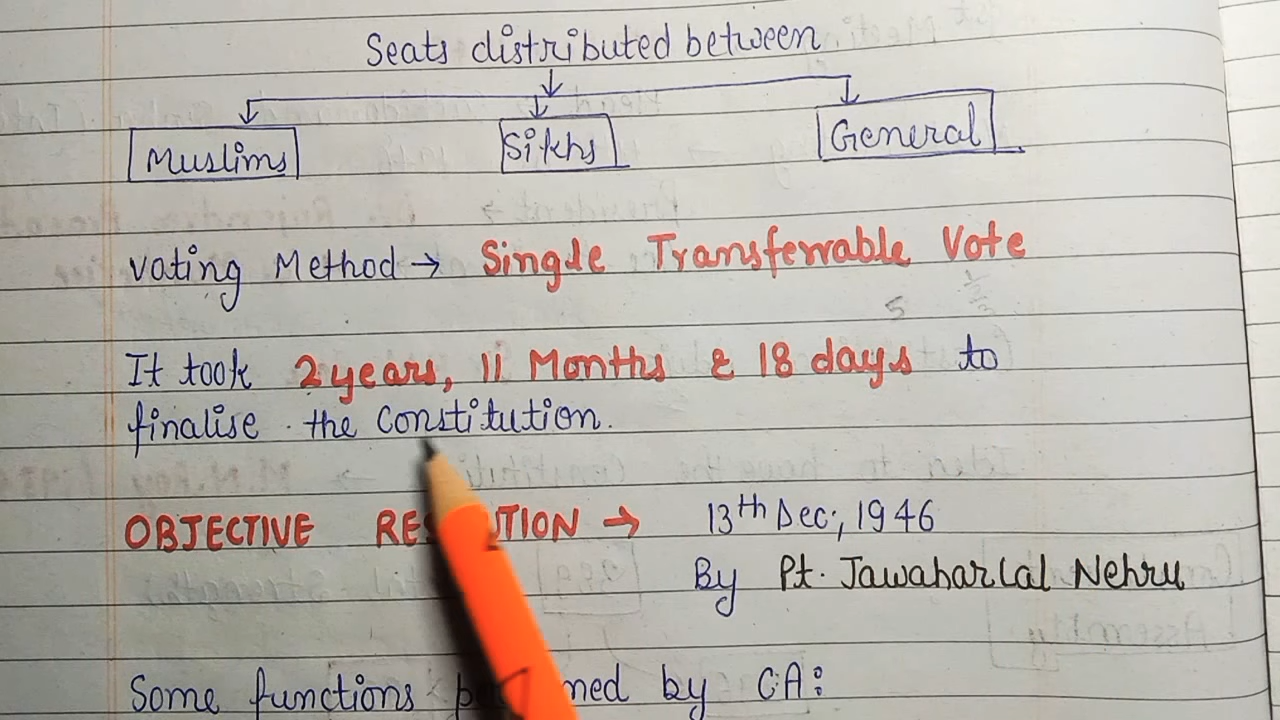 Seats distributed between
Muslims Sikhs General
Voting Method → Single Transferrable Vote
5
It took 2 years, 11 Months & 18 days to
finalise the Constitution.
OBJECTIVE → 13th Dec, 1946
By Pt. Jawaharlal Nehru
Some functions by CA: